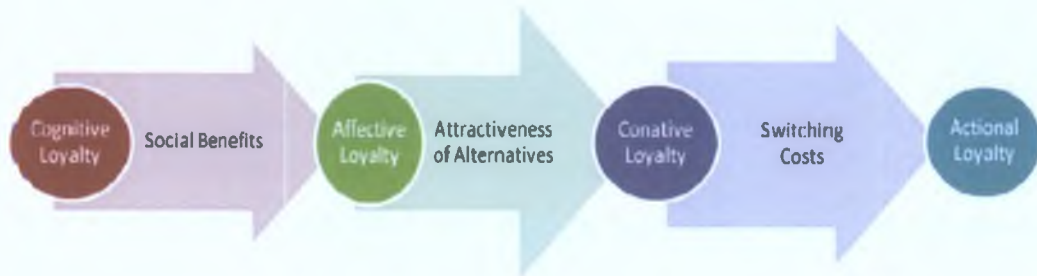 Cognitive
Loyalty
Social Benefits
Affective
Loyalty
Attractiveness
of Alternatives
Conative
Loyalty
Switching
Costs
Actional
Loyalty